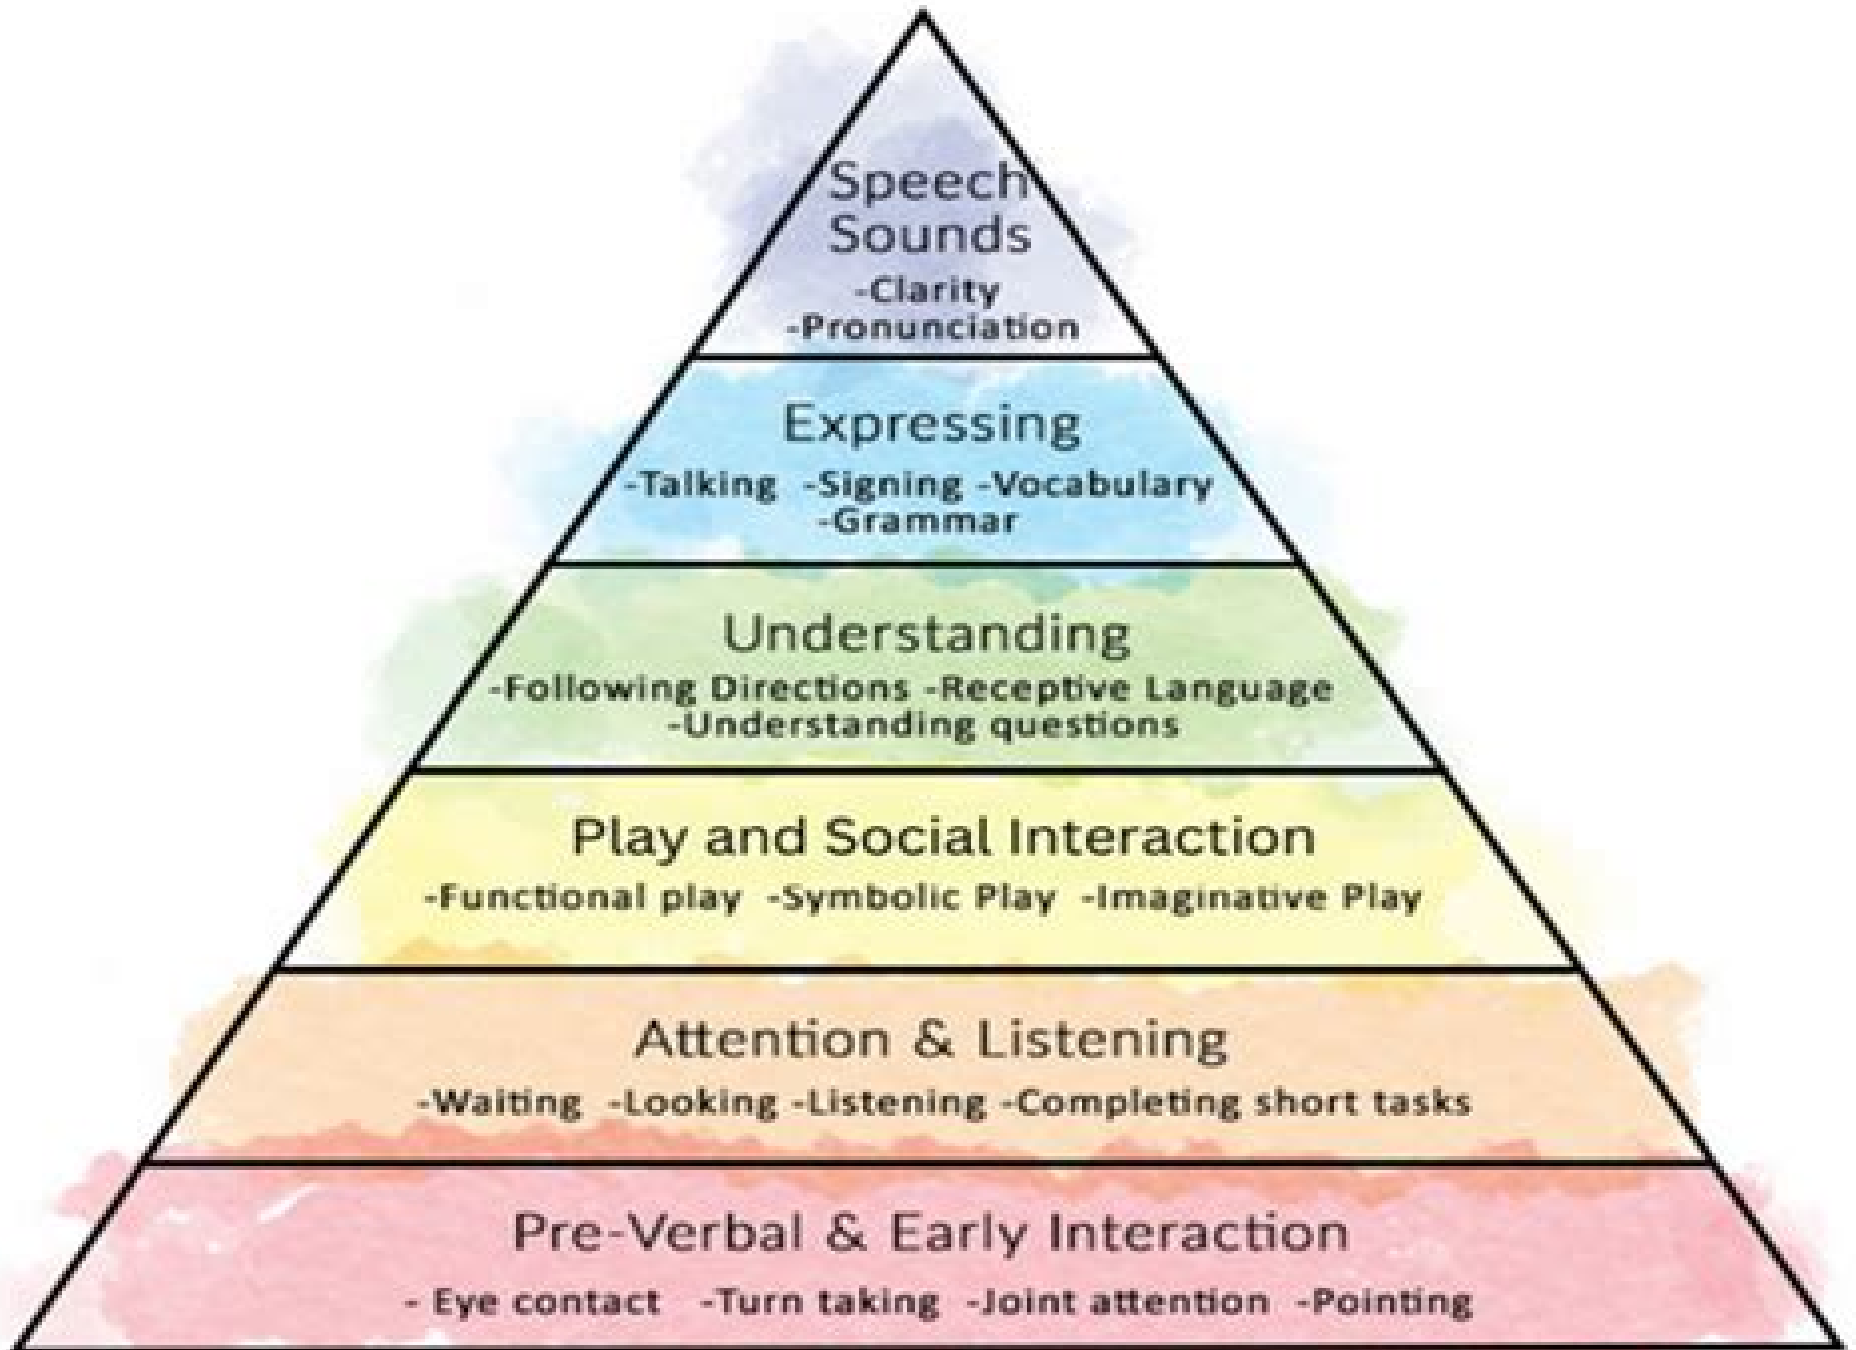 Speech
Sounds
-Clarity
-Pronunciation
Expressing
-Talking -Signing -Vocabulary
-Grammar
Understanding
-Following Directions -Receptive Language
-Understanding questions
Play and Social Interaction
-Functional play -Symbolic Play -Imaginative Play
Attention & Listening
-Waiting -Looking -Listening -Completing short tasks
Pre-Verbal & Early Interaction
- Eye contact -Turn taking -Joint attention -Pointing